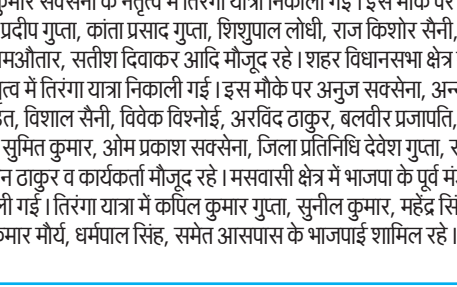 कुमार सक्सेना के नेतृत्व में तिरंगा यात्रा निकाली गई। इस मौके पर
प्रदीप गुप्ता, कांता प्रसाद गुप्ता, शिशुपाल लोधी, राज किशोर सैनी,
मऔतार, सतीश दिवाकर आदि मौजूद रहे। शहर विधानसभा क्षेत्र
त्व में तिरंगा यात्रा निकाली गई। इस मौके पर अनुज सक्सेना, अन
त, विशाल सैनी, विवेक विश्नोई, अरविंद ठाकुर, बलवीर प्रजापति,
सुमित कुमार, ओम प्रकाश सक्सेना, जिला प्रतिनिधि देवेश गुप्ता,
न ठाकुर व कार्यकर्ता मौजूद रहे। मसवासी क्षेत्र में भाजपा के पूर्व मं
ली गई। तिरंगा यात्रा में कपिल कुमार गुप्ता, सुनील कुमार, महेंद्र सिं
मार मौर्य, धर्मपाल सिंह, समेत आसपास के भाजपाई शामिल रहे।